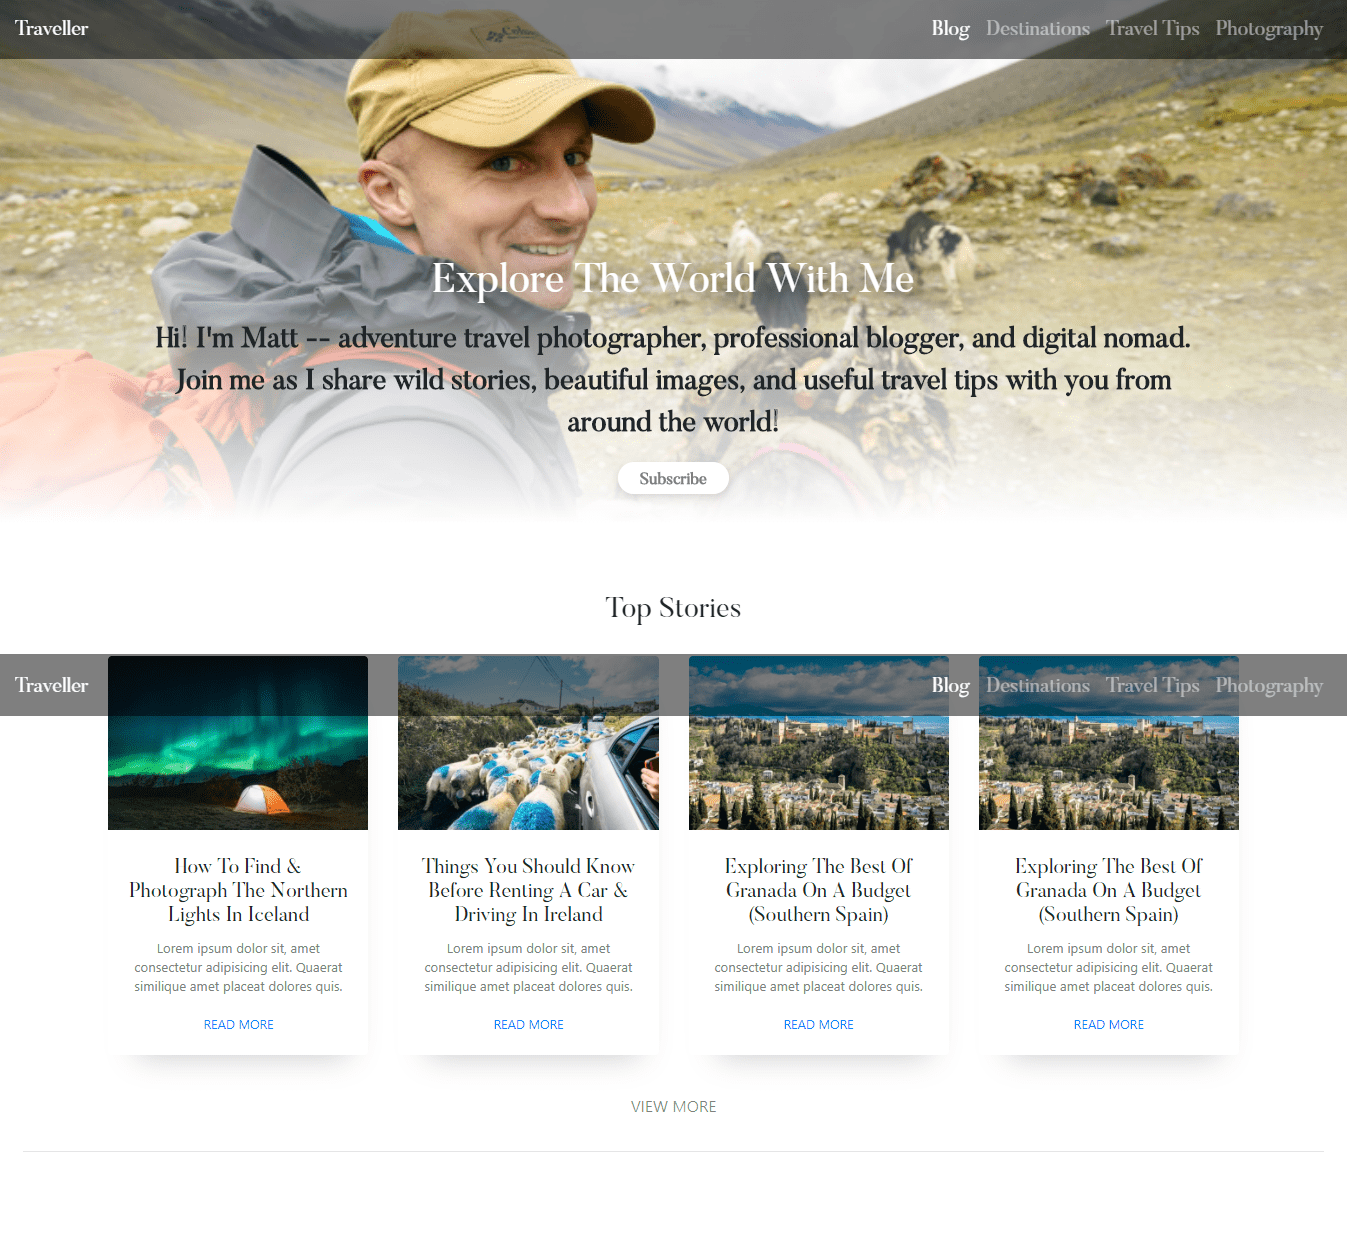 Traveller
Blog Destinations Travel Tips Photography
Explore The World With Me
Hi! I'm Matt -- adventure travel photographer, professional blogger, and digital nomad.
Join me as I share wild stories, beautiful images, and useful travel tips with you from
around the world!
Subscribe
Top Stories
Traveller
Blog Destinations Travel Tips Photography
How To Find &
Photograph The Northern
Lights In Iceland
Lorem ipsum dolor sit, amet
consectetur adipisicing elit. Quaerat
similique amet placeat dolores quis.
READ MORE
Things You Should Know
Before Renting A Car &
Driving In Ireland
Lorem ipsum dolor sit, amet
consectetur adipisicing elit. Quaerat
similique amet placeat dolores quis.
READ MORE
Exploring The Best Of
Granada On A Budget
(Southern Spain)
Lorem ipsum dolor sit, amet
consectetur adipisicing elit. Quaerat
similique amet placeat dolores quis.
READ MORE
Exploring The Best Of
Granada On A Budget
(Southern Spain)
Lorem ipsum dolor sit, amet
consectetur adipisicing elit. Quaerat
similique amet placeat dolores quis.
READ MORE
VIEW MORE